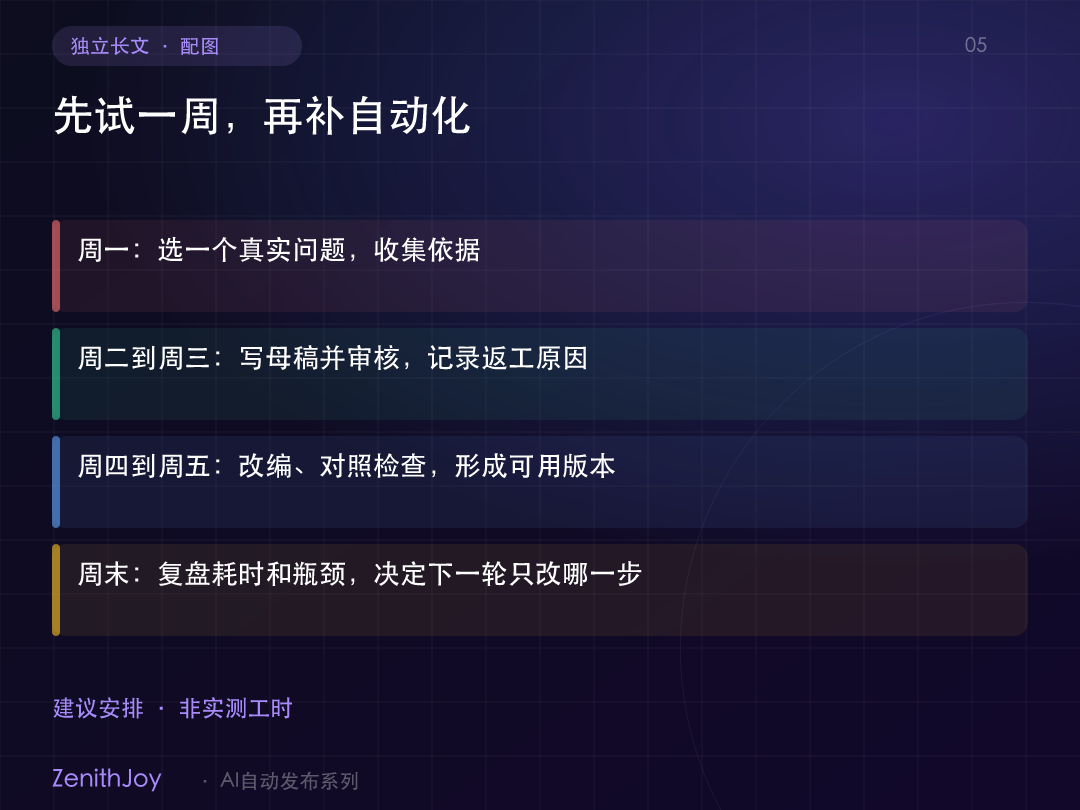 独立长文 · 配图
05
先试一周，再补自动化
周一：选一个真实问题，收集依据
周二到周三：写母稿并审核，记录返工原因
周四到周五：改编、对照检查，形成可用版本
周末：复盘耗时和瓶颈，决定下一轮只改哪一步
建议安排 · 非实测工时
ZenithJoy · AI自动发布系列